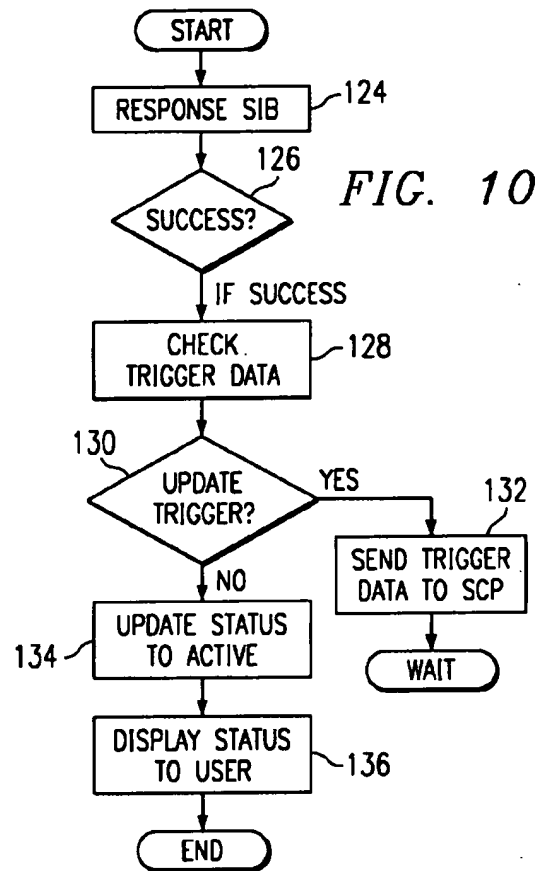 START
RESPONSE SIB
124
126
SUCCESS?
FIG. 10
IF SUCCESS
CHECK
TRIGGER DATA
128
130
UPDATE
TRIGGER?
YES
132
SEND TRIGGER
DATA TO SCP
WAIT
NO
UPDATE STATUS
TO ACTIVE
134
DISPLAY STATUS
TO USER
136
END